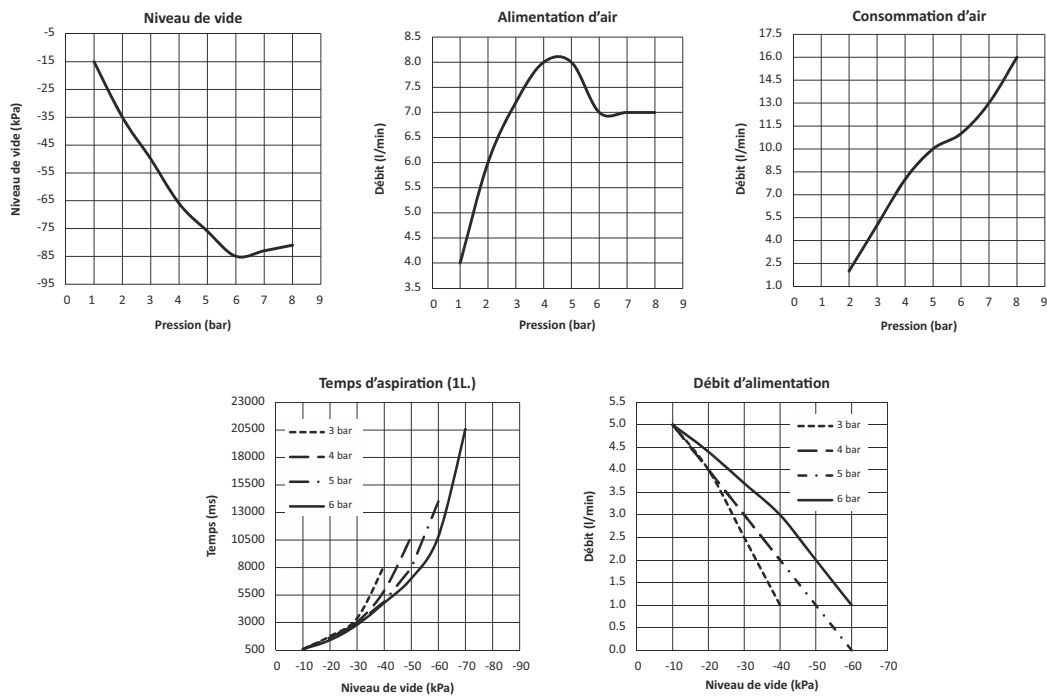 Niveau de vide
-5
-15
-25
-35
-45
-55
-65
-75
-85
-95
0 1 2 3 4 5 6 7 8 9
Niveau de vide (kPa)
Pression (bar)
Alimentation d'air
8.5
8.0
7.5
7.0
6.5
6.0
5.5
5.0
4.5
4.0
3.5
0 1 2 3 4 5 6 7 8 9
Débit (l/min)
Pression (bar)
Consommation d'air
17.5
16.0
14.5
13.0
11.5
10.0
8.5
7.0
5.5
4.0
2.5
1.0
0 1 2 3 4 5 6 7 8 9
Débit (l/min)
Pression (bar)
Temps d'aspiration (1L.)
23000
20500
18000
15500
13000
10500
8000
5500
3000
500
0 -10 -20 -30 -40 -50 -60 -70 -80 -90
3 bar
4 bar
5 bar
6 bar
Temps (ms)
Niveau de vide (kPa)
Débit d'alimentation
5.5
5.0
4.5
4.0
3.5
3.0
2.5
2.0
1.5
1.0
0.5
0.0
0 -10 -20 -30 -40 -50 -60 -70
3 bar
4 bar
5 bar
6 bar
Débit (l/min)
Niveau de vide (kPa)